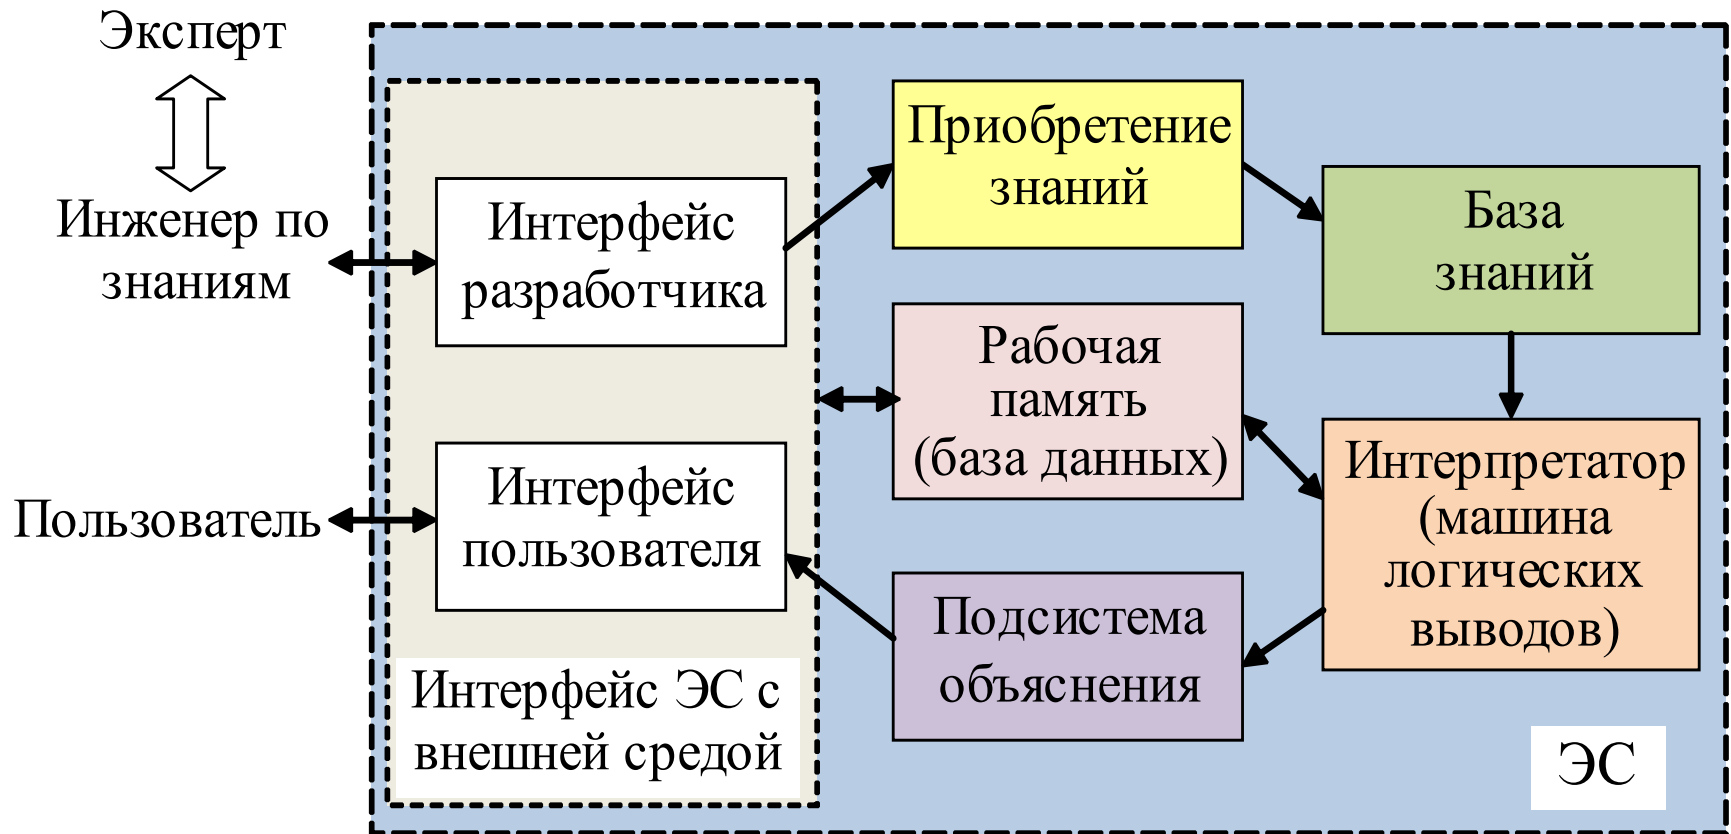 Эксперт
Инженер по
знаниям
Пользователь
Интерфейс
разработчика
Интерфейс
пользователя
Интерфейс ЭС с
внешней средой
Приобретение
знаний
Рабочая
память
(база данных)
Подсистема
объяснения
База
знаний
Интерпретатор
(машина
логических
выводов)
ЭС